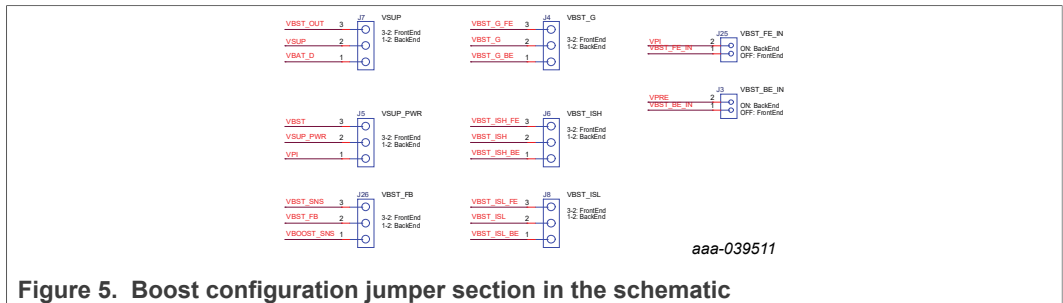 J7 VSUP
VBST_OUT 3
3-2: FrontEnd
VSUP 2
1-2: BackEnd
VBAT_D 1
J4 VBST_G
VBST_G_FE 3
3-2: FrontEnd
VBST_G 2
1-2: BackEnd
VBST_G_BE 1
J25 VBST_FE_IN
VPI 2
VBST_FE_IN 1
ON: BackEnd
OFF: FrontEnd
J3 VBST_BE_IN
VPRE 2
VBST_BE_IN 1
ON: BackEnd
OFF: FrontEnd
J5 VSUP_PWR
VBST 3
3-2: FrontEnd
VSUP_PWR 2
1-2: BackEnd
VPI 1
J6 VBST_ISH
VBST_ISH_FE 3
3-2: FrontEnd
VBST_ISH 2
1-2: BackEnd
VBST_ISH_BE 1
J26 VBST_FB
VBST_SNS 3
3-2: FrontEnd
VBST_FB 2
1-2: BackEnd
VBOOST_SNS 1
J8 VBST_ISL
VBST_ISL_FE 3
3-2: FrontEnd
VBST_ISL 2
1-2: BackEnd
VBST_ISL_BE 1
aaa-039511
Figure 5. Boost configuration jumper section in the schematic